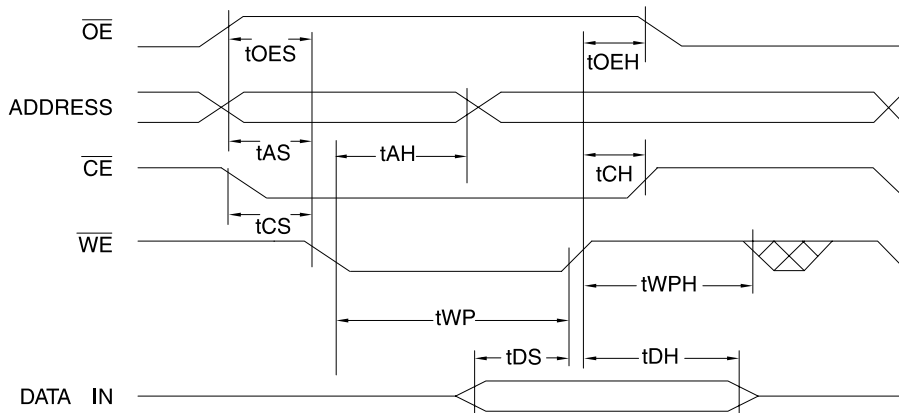 OE
tOES
tOEH
ADDRESS
tAS
tAH
CE
tCH
tCS
WE
tWPH
tWP
tDS
tDH
DATA IN